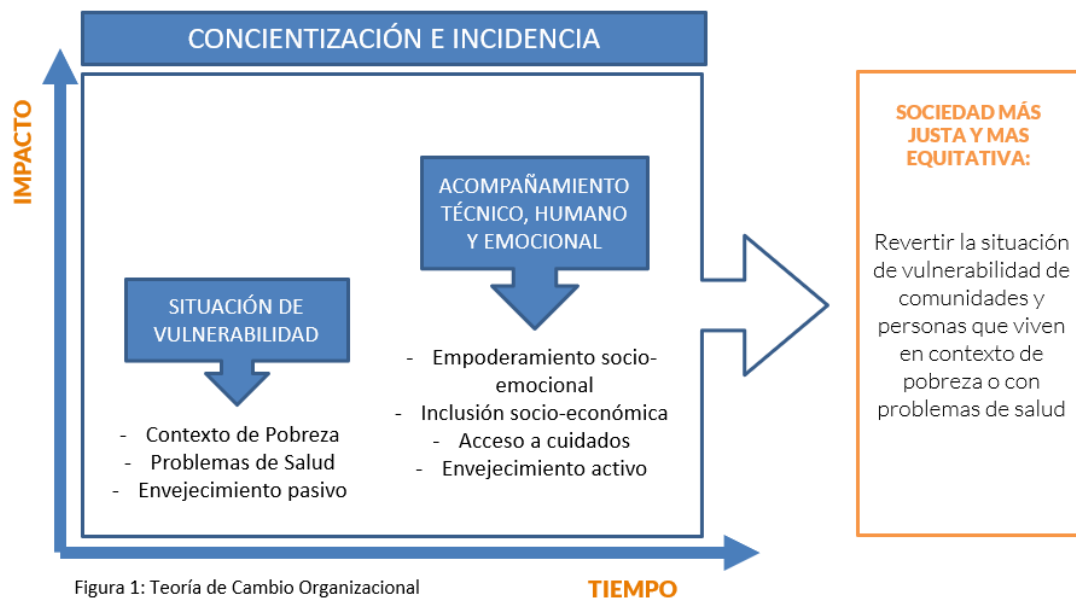 CONCIENTIZACIÓN E INCIDENCIA
IMPACTO
SITUACIÓN DE
VULNERABILIDAD
- Contexto de Pobreza
- Problemas de Salud
- Envejecimiento pasivo
ACOMPAÑAMIENTO
TÉCNICO, HUMANO
Y EMOCIONAL
- Empoderamiento socio-
emocional
- Inclusión socio-económica
- Acceso a cuidados
- Envejecimiento activo
SOCIEDAD MÁS
JUSTA Y MAS
EQUITATIVA:
Revertir la situación
de vulnerabilidad de
comunidades y
personas que viven
en contexto de
pobreza o con
problemas de salud
Figura 1: Teoría de Cambio Organizacional
TIEMPO